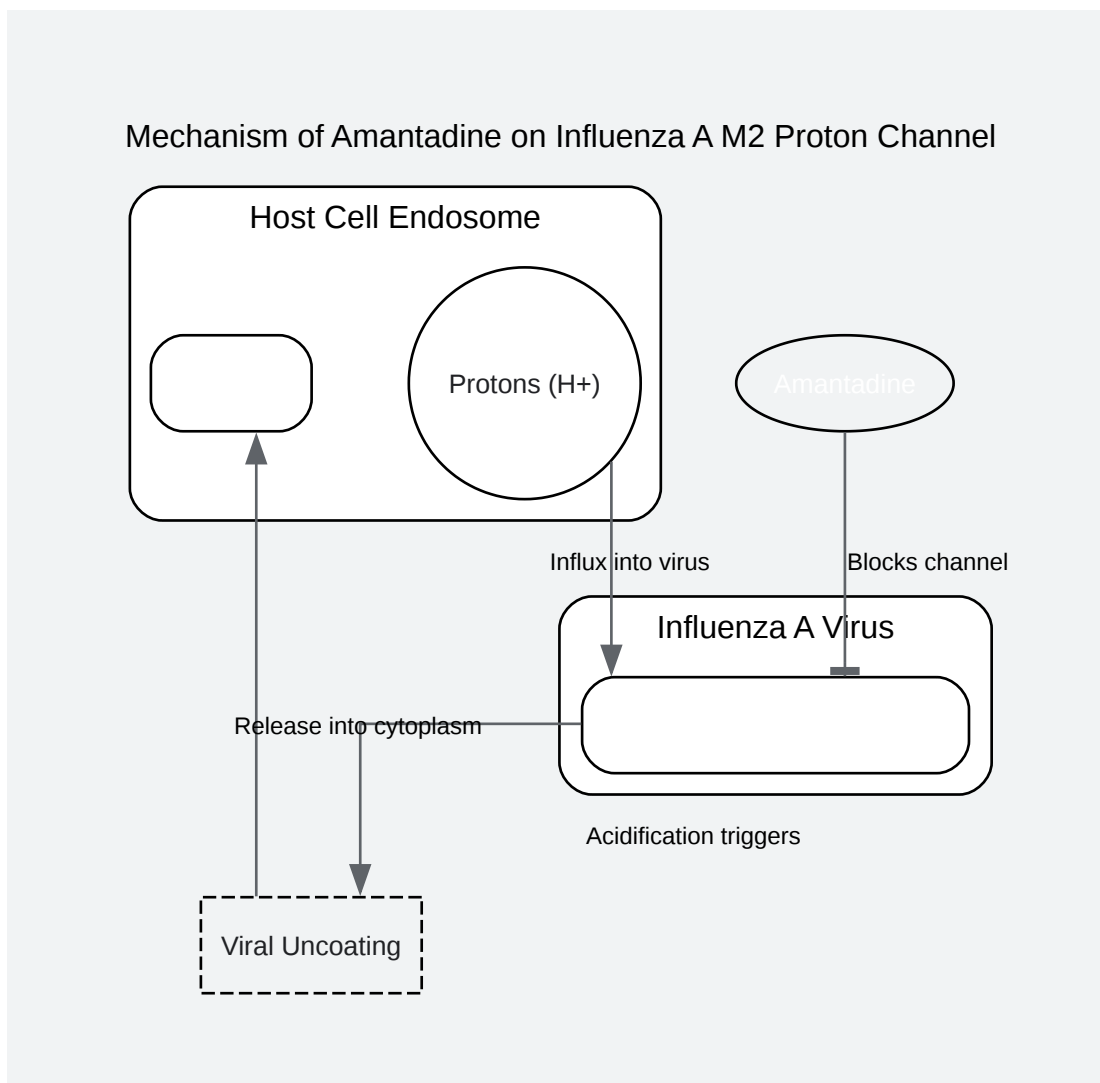 Mechanism of Amantadine on Influenza A M2 Proton Channel
Host Cell Endosome
Protons (H+)
Amantadine
Influx into virus
Blocks channel
Influenza A Virus
Release into cytoplasm
Acidification triggers
Viral Uncoating